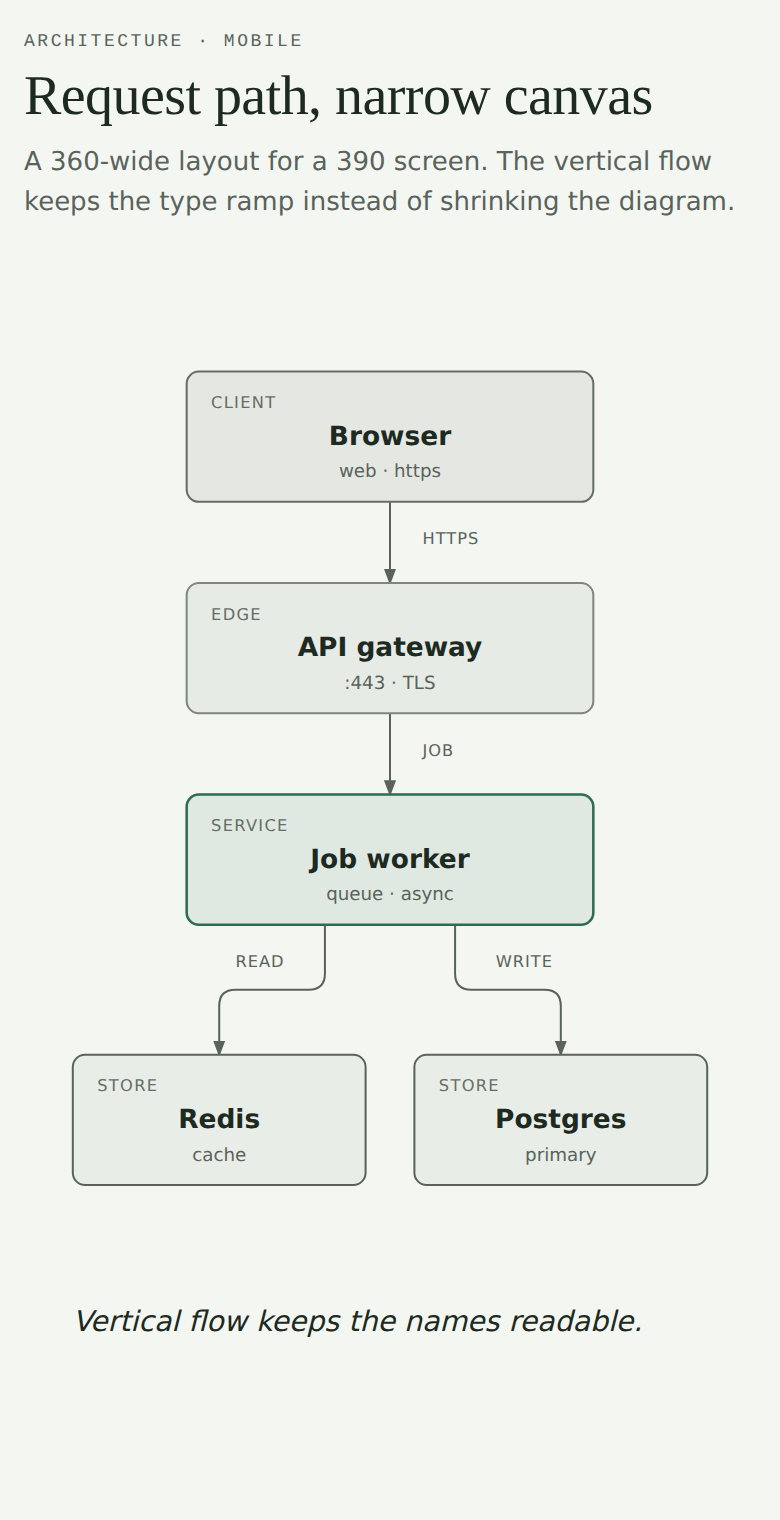 ARCHITECTURE · MOBILE
Request path, narrow canvas
A 360-wide layout for a 390 screen. The vertical flow
keeps the type ramp instead of shrinking the diagram.
CLIENT
Browser
web · https
HTTPS
EDGE
API gateway
:443 · TLS
JOB
SERVICE
Job worker
queue · async
READ
WRITE
STORE
Redis
cache
STORE
Postgres
primary
Vertical flow keeps the names readable.